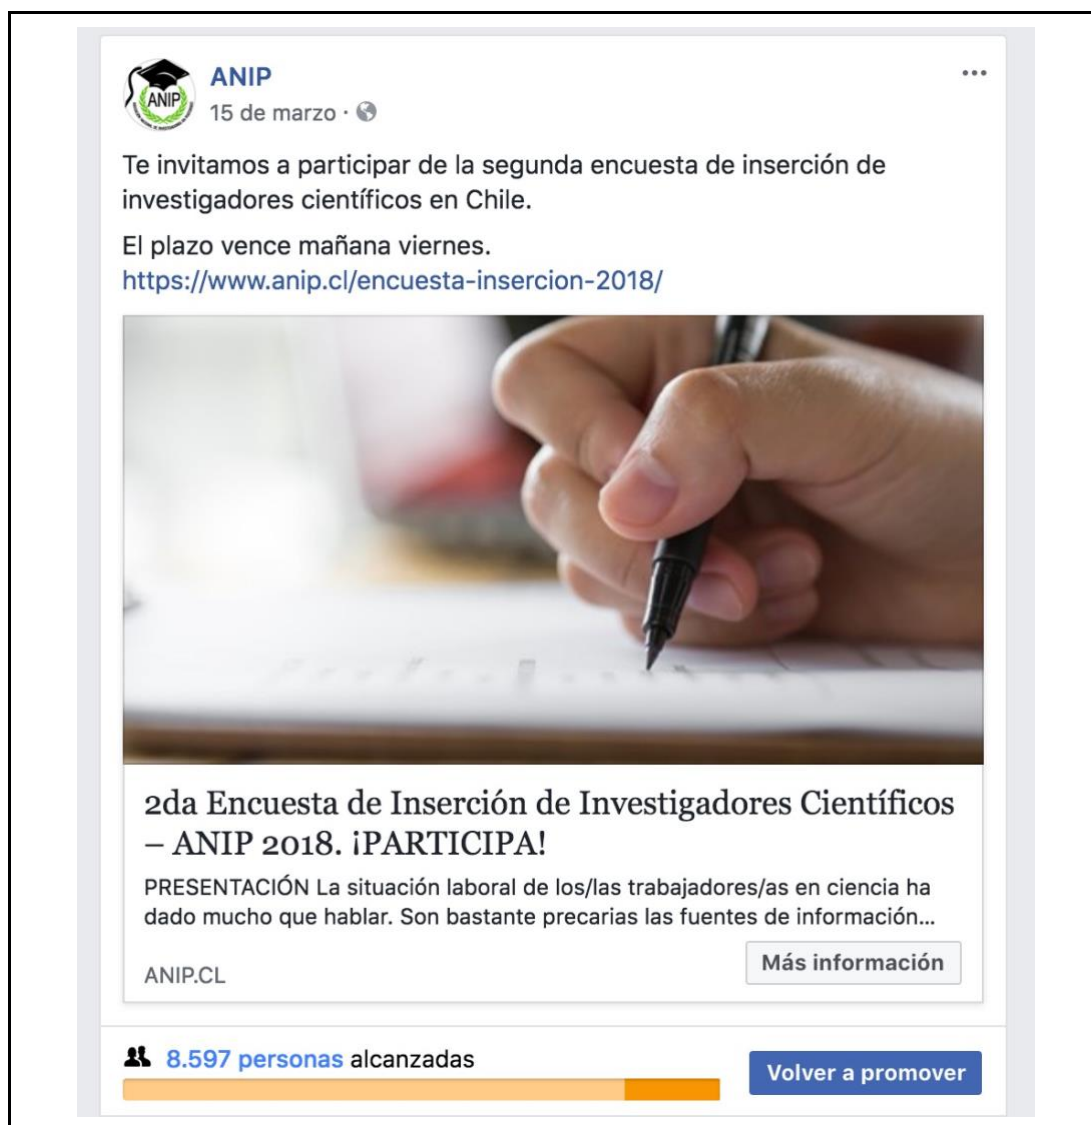 ANIP
ANIP
15 de marzo ·
Te invitamos a participar de la segunda encuesta de inserción de
investigadores científicos en Chile.
El plazo vence mañana viernes.
https://www.anip.cl/encuesta-insercion-2018/
2da Encuesta de Inserción de Investigadores Científicos
– ANIP 2018. ¡PARTICIPA!
PRESENTACIÓN La situación laboral de los/las trabajadores/as en ciencia ha
dado mucho que hablar. Son bastante precarias las fuentes de información...
ANIP.CL
Más información
8.597 personas alcanzadas
Volver a promover